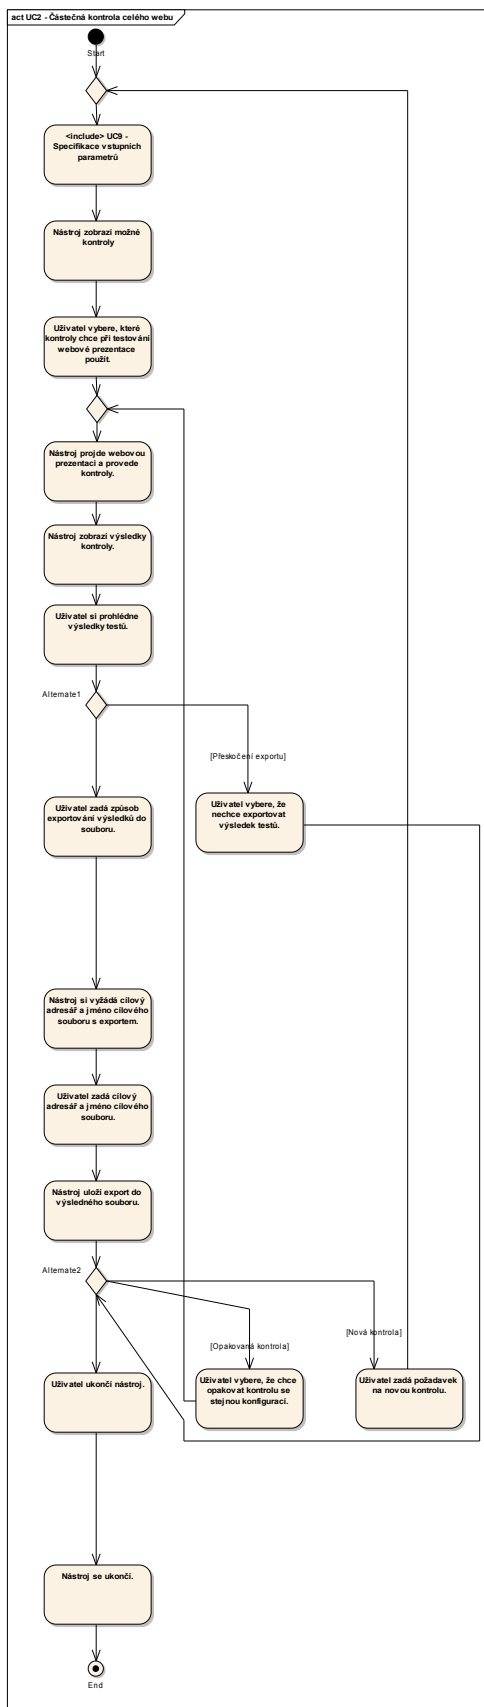 act UC2 - Částečná kontrola celého webu
Start
<include> UC9 -
Specifikace vstupních
parametrů
Nástroj zobrazí možné
kontroly
Uživatel vybere, které
kontroly chce při testování
webové prezentace
použít.
Nástroj projde webovou
prezentaci a provede
kontroly.
Nástroj zobrazí výsledky
kontroly.
Uživatel si prohlédne
výsledky testů.
Alternate1
[Přeskočení exportu]
Uživatel zadá způsob
exportování výsledků do
souboru.
Uživatel vybere, že
nechce exportovat
výsledek testů.
Nástroj si vyžádá cílový
adresář a jméno cílového
souboru s exportem.
Uživatel zadá cílový
adresář a jméno cílového
souboru.
Nástroj uloží export do
výsledného souboru.
Alternate2
[Opakovaná kontrola]
[Nová kontrola]
Uživatel ukončí nástroj.
Uživatel vybere, že chce
opakovat kontrolu se
stejnou konfigurací.
Uživatel zadá požadavek
na novou kontrolu.
Nástroj se ukončí.
End